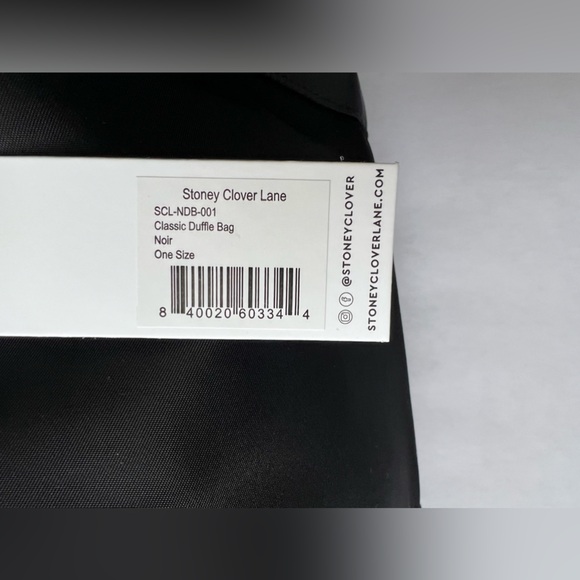 Stoney Clover Lane
SCL-NDB-001
Classic Duffle Bag
Noir
One Size
8 40020 60334 4
@STONEYCLOVER
STONEYCLOVERLANE.COM